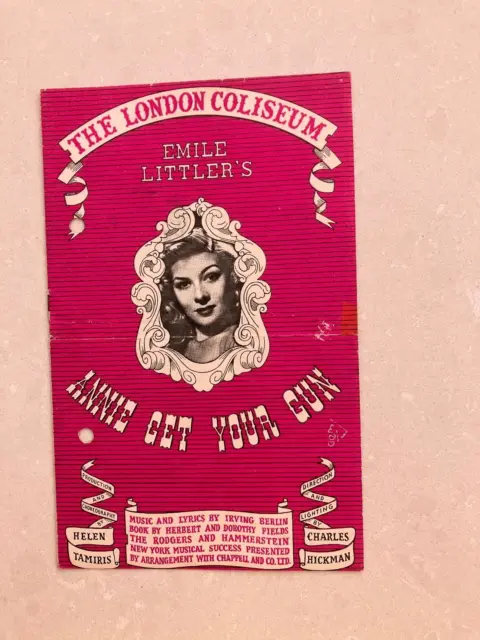 THE LONDON COLISEUM
EMILE
LITTLER'S
ANNIE GET YOUR GUN
PRODUCTION
AND
CHOREOGRAPHY
BY
HELEN
TAMIRIS
MUSIC AND LYRICS BY IRVING BERLIN
BOOK BY HERBERT AND DOROTHY FIELDS
THE RODGERS AND HAMMERSTEIN
NEW YORK MUSICAL SUCCESS PRESENTED
BY ARRANGEMENT WITH CHAPPELL AND CO. LTD.
DIRECTION
AND
LIGHTING
BY
CHARLES
HICKMAN